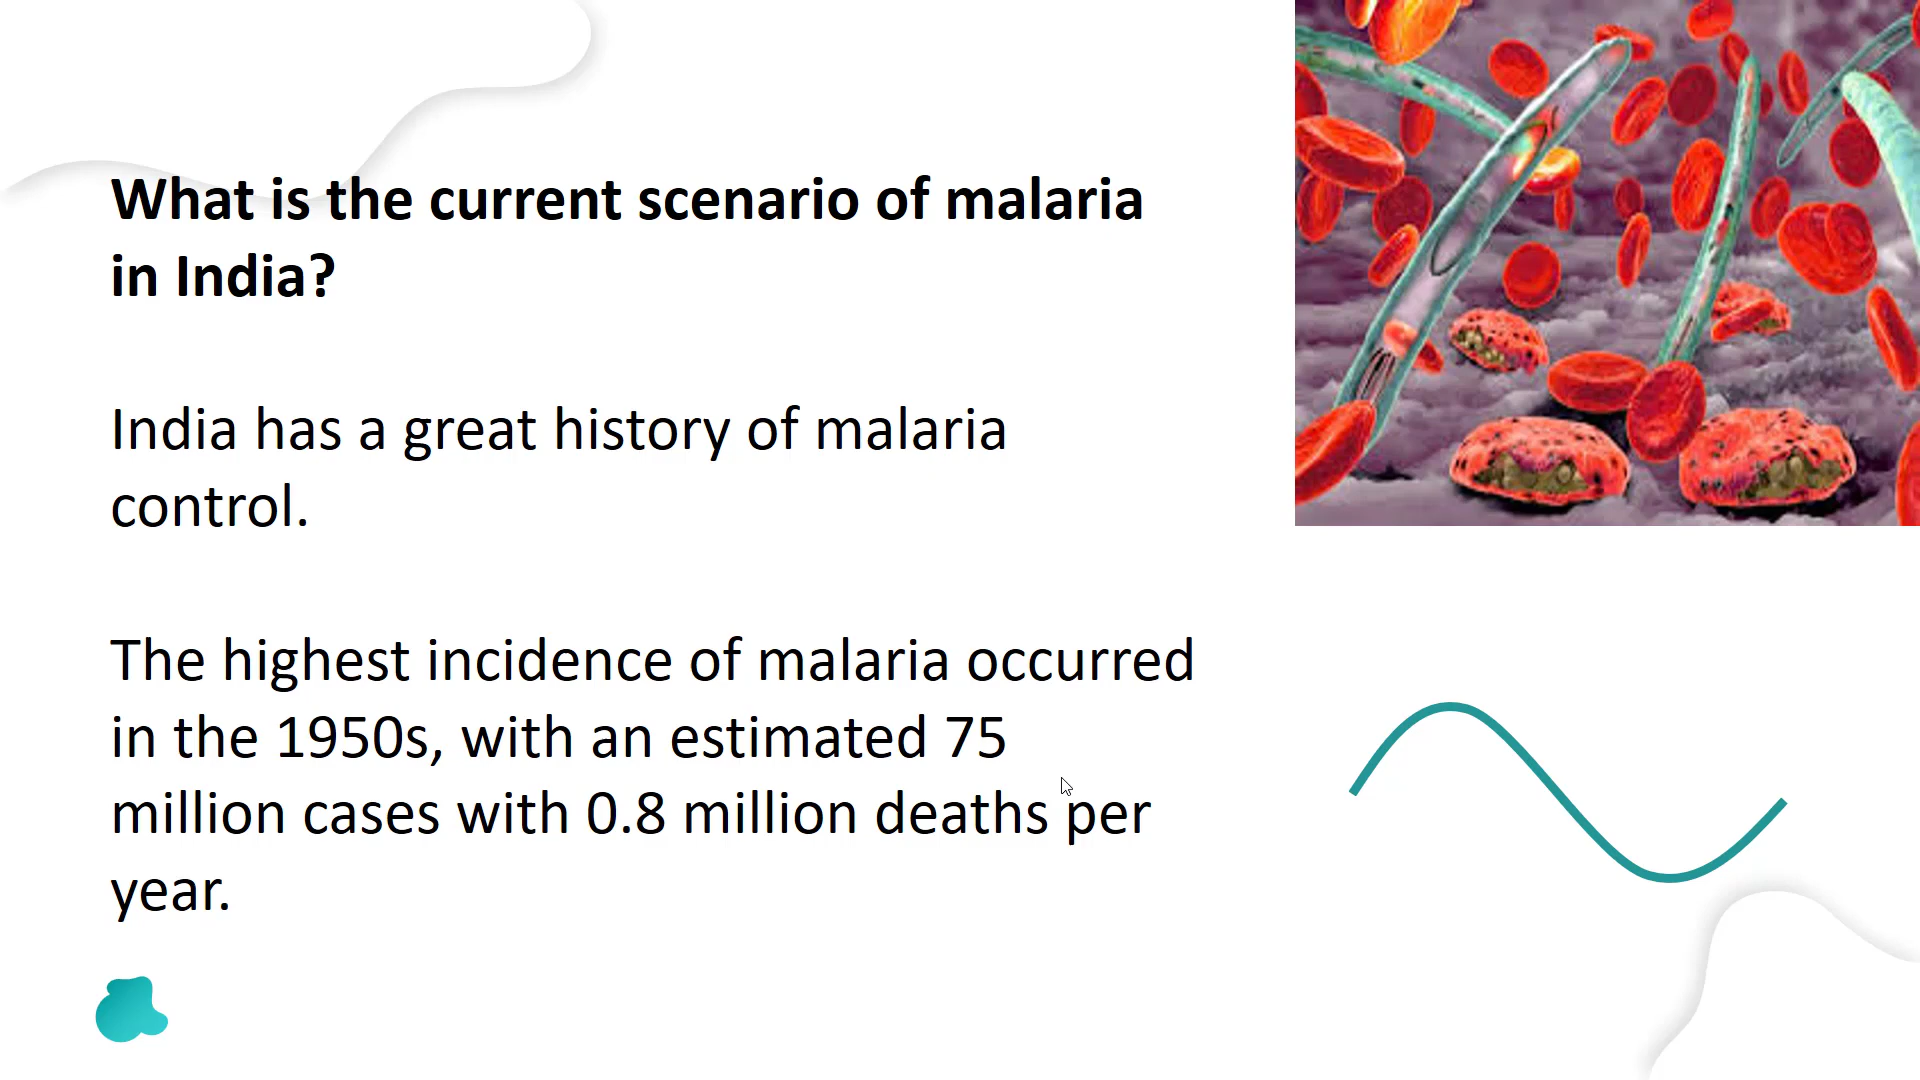 What is the current scenario of malaria
in India?
India has a great history of malaria
control.
The highest incidence of malaria occurred
in the 1950s, with an estimated 75
million cases with 0.8 million deaths per
year.